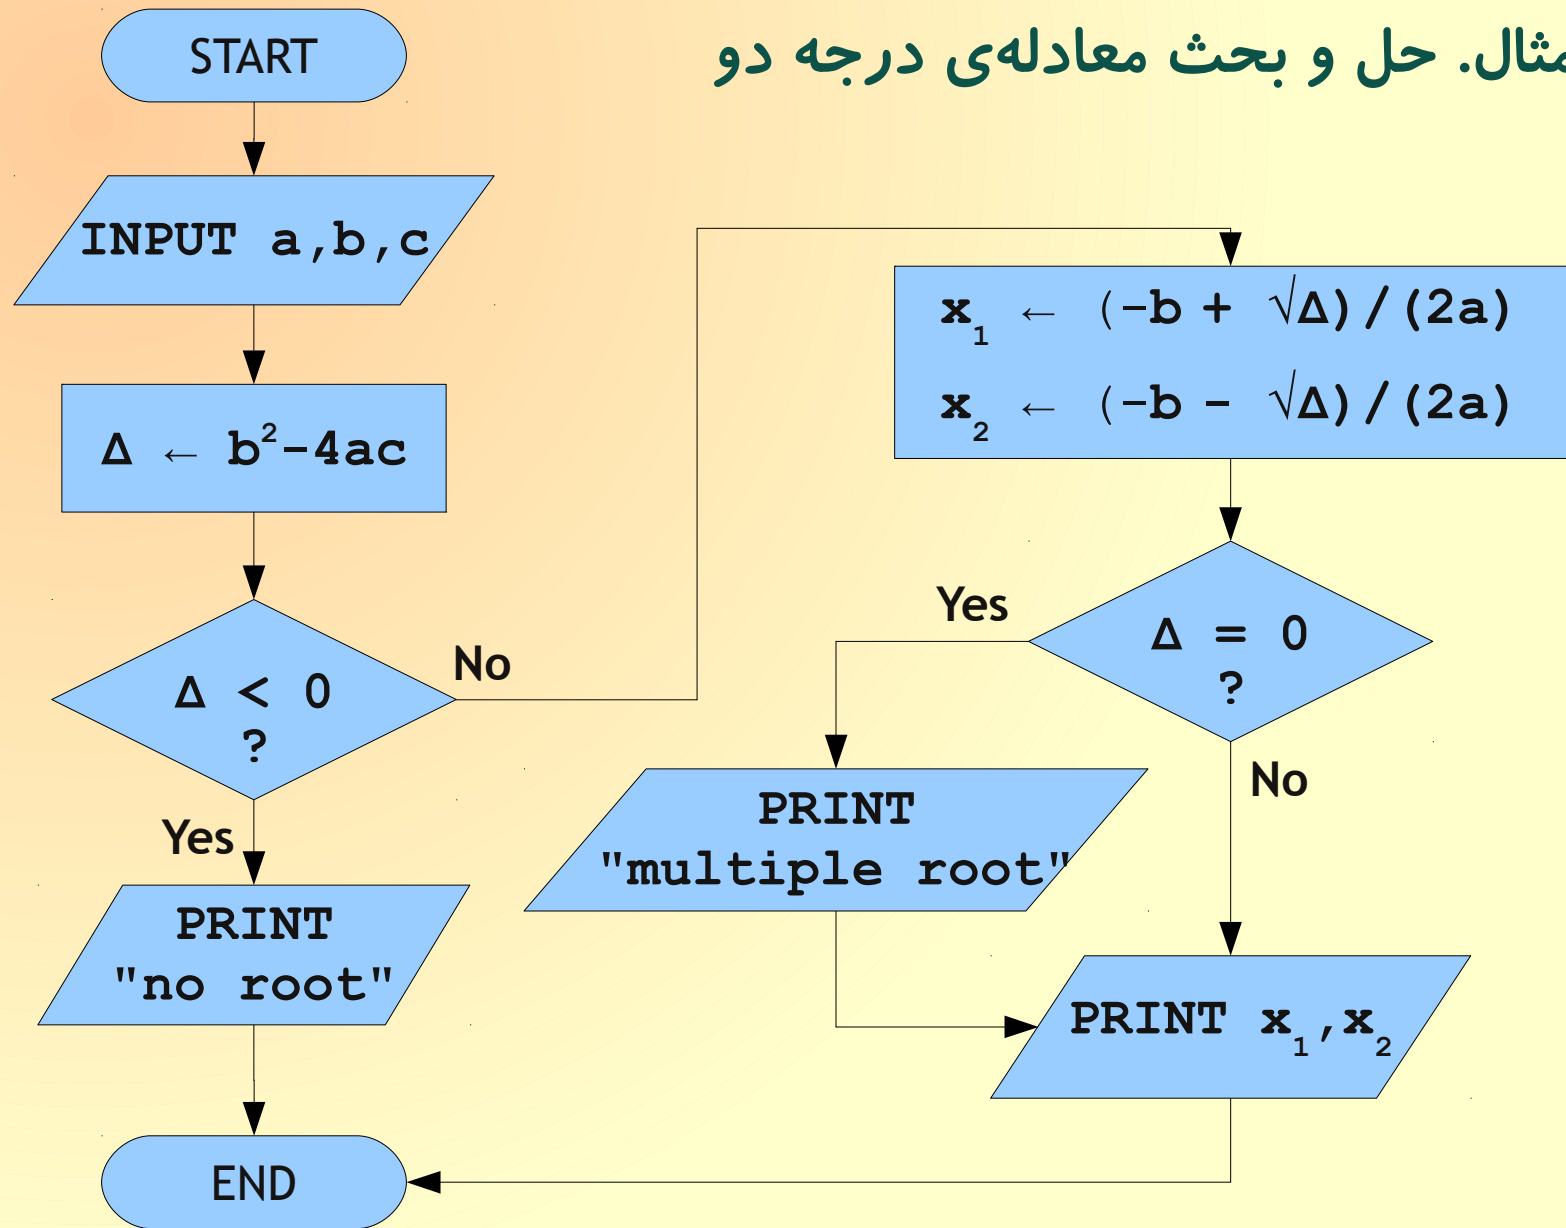 مثال. حل و بحث معادله‌ی درجه دو
START
INPUT a,b,c
Δ ← b²-4ac
Δ < 0
?
No
Yes
PRINT
"no root"
END
x₁ ← (-b + √Δ)/(2a)
x₂ ← (-b - √Δ)/(2a)
Δ = 0
?
Yes
No
PRINT
"multiple root"
PRINT x₁,x₂